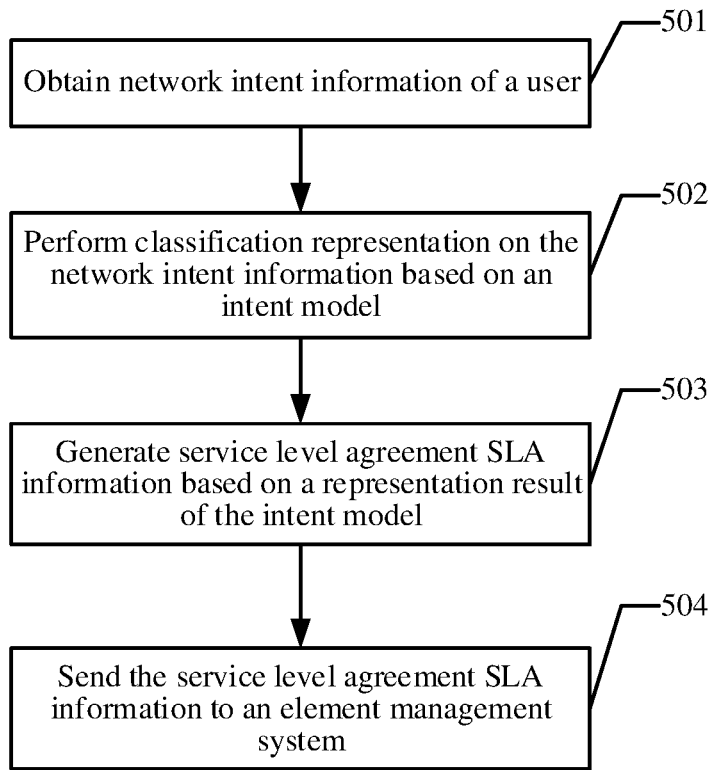 501
Obtain network intent information of a user
502
Perform classification representation on the
network intent information based on an
intent model
503
Generate service level agreement SLA
information based on a representation result
of the intent model
504
Send the service level agreement SLA
information to an element management
system